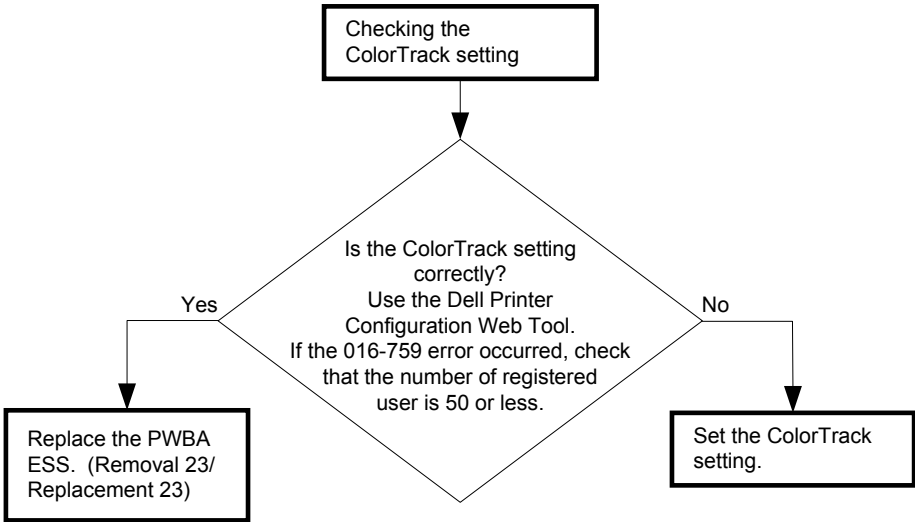 Checking the
ColorTrack setting
Is the ColorTrack setting
correctly?
Use the Dell Printer
Configuration Web Tool.
If the 016-759 error occurred, check
that the number of registered
user is 50 or less.
Yes
No
Replace the PWBA
ESS.  (Removal 23/
Replacement 23)
Set the ColorTrack
setting.